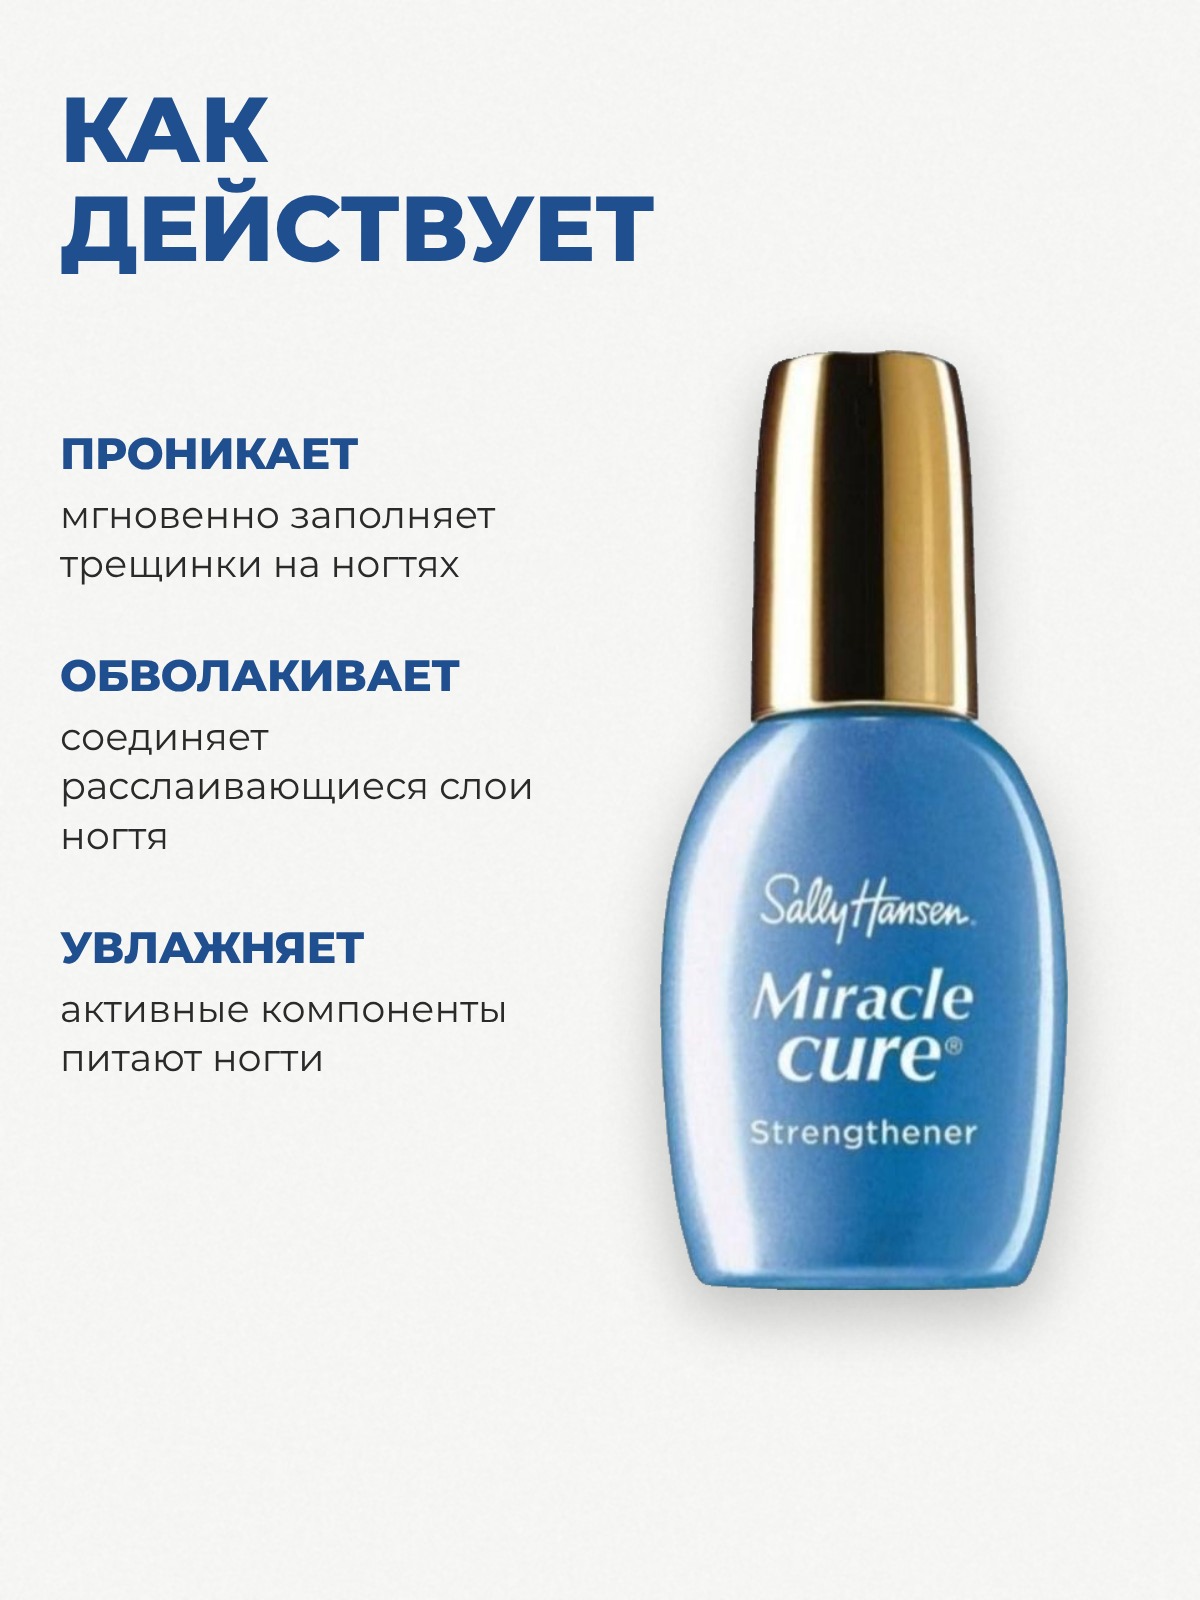 КАК
ДЕЙСТВУЕТ
ПРОНИКАЕТ
мгновенно заполняет
трещинки на ногтях
ОБВОЛАКИВАЕТ
соединяет
расслаивающиеся слои
ногтя
УВЛАЖНЯЕТ
активные компоненты
питают ногти
Sally Hansen
Miracle
cure®
Strengthener